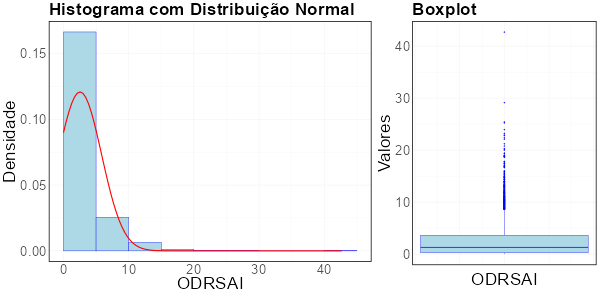 Histograma com Distribuição Normal
Densidade
0.15
0.10
0.05
0.00
0
10
20
30
40
ODRSAI
Boxplot
Valores
40
30
20
10
0
ODRSAI